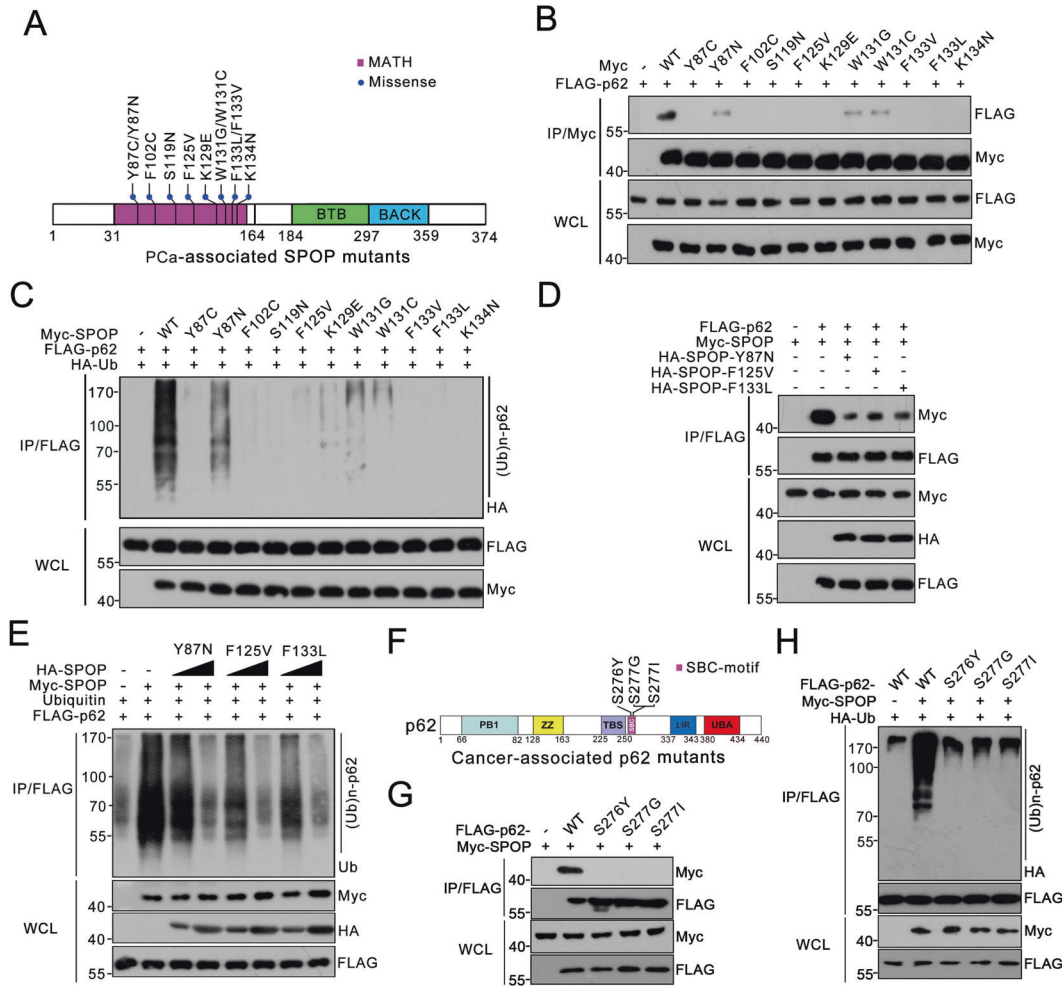 A
MATH
Missense
Y87C/Y87N
F102C
S119N
F125V
K129E
W131G/W131C
F133L/F133V
K134N
BTB
BACK
1
31
164
184
297
359
374
PCa-associated SPOP mutants
B
Myc
-
WT
Y87C
Y87N
F102C
S119N
F125V
K129E
W131G
W131C
F133V
F133L
K134N
FLAG-p62
+ + + + + + + + + + + + +
IP/Myc
55
FLAG
40
Myc
WCL
55
FLAG
40
Myc
C
Myc-SPOP
-
WT
Y87C
Y87N
F102C
S119N
F125V
K129E
W131G
W131C
F133V
F133L
K134N
FLAG-p62
+ + + + + + + + + + + + +
HA-Ub
+ + + + + + + + + + + + +
IP/FLAG
170
100
70
55
(Ub)n-p62
HA
WCL
55
FLAG
40
Myc
D
FLAG-p62 - + + + +
Myc-SPOP + + + + +
HA-SPOP-Y87N - - + - -
HA-SPOP-F125V - - - + -
HA-SPOP-F133L - - - - +
IP/FLAG
40
Myc
55
FLAG
WCL
40
Myc
40
HA
55
FLAG
E
Y87N F125V F133L
HA-SPOP - -
Myc-SPOP - + + + + + + +
Ubiquitin + + + + + + + +
FLAG-p62 + + + + + + + +
IP/FLAG
170
100
70
55
(Ub)n-p62
Ub
WCL
40
Myc
40
HA
55
FLAG
F
SBC-motif
S276Y
S277G
S277I
p62
PB1
ZZ
TBS
SBC
LIR
UBA
1 66 82 128 163 225 250 337 343 380 434 440
Cancer-associated p62 mutants
G
FLAG-p62-
-
WT
S276Y
S277G
S277I
Myc-SPOP
+ + + + +
IP/FLAG
40
Myc
55
FLAG
WCL
40
Myc
55
FLAG
H
FLAG-p62-
WT
WT
S276Y
S277G
S277I
Myc-SPOP - + + + +
HA-Ub + + + + +
IP/FLAG
170
100
70
55
40
35
(Ub)n-p62
HA
55
FLAG
WCL
40
Myc
55
FLAG